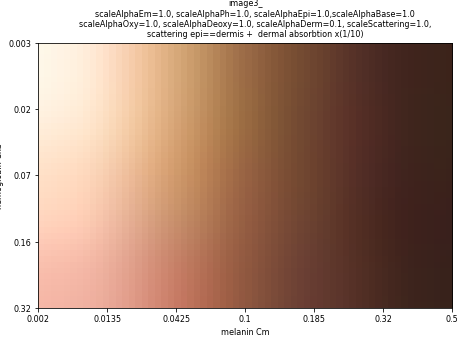 image3_
scaleAlphaEm=1.0, scaleAlphaPh=1.0, scaleAlphaEpi=1.0,scaleAlphaBase=1.0
scaleAlphaOxy=1.0, scaleAlphaDeoxy=1.0, scaleAlphaDerm=0.1, scaleScattering=1.0,
scattering epi==dermis + dermal absorbtion x(1/10)
0.003
0.02
0.07
0.16
0.32
0.002
0.0135
0.0425
0.1
0.185
0.32
0.5
melanin Cm